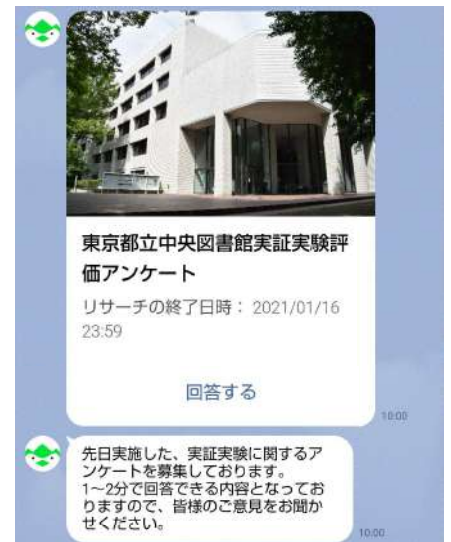 東京都立中央図書館実証実験評
価アンケート
リサーチの終了日時： 2021/01/16
23:59
回答する
10:00
先日実施した、実証実験に関するア
ンケートを募集しております。
1～2分で回答できる内容となってお
りますので、皆様のご意見をお聞か
せください。
10:00